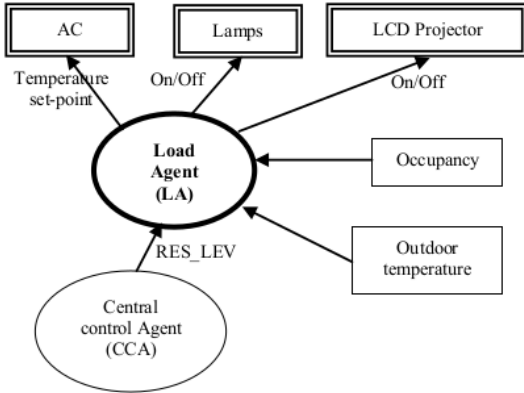 AC
Lamps
LCD Projector
Temperature
set-point
On/Off
On/Off
Load
Agent
(LA)
Occupancy
RES_LEV
Outdoor
temperature
Central
control Agent
(CCA)